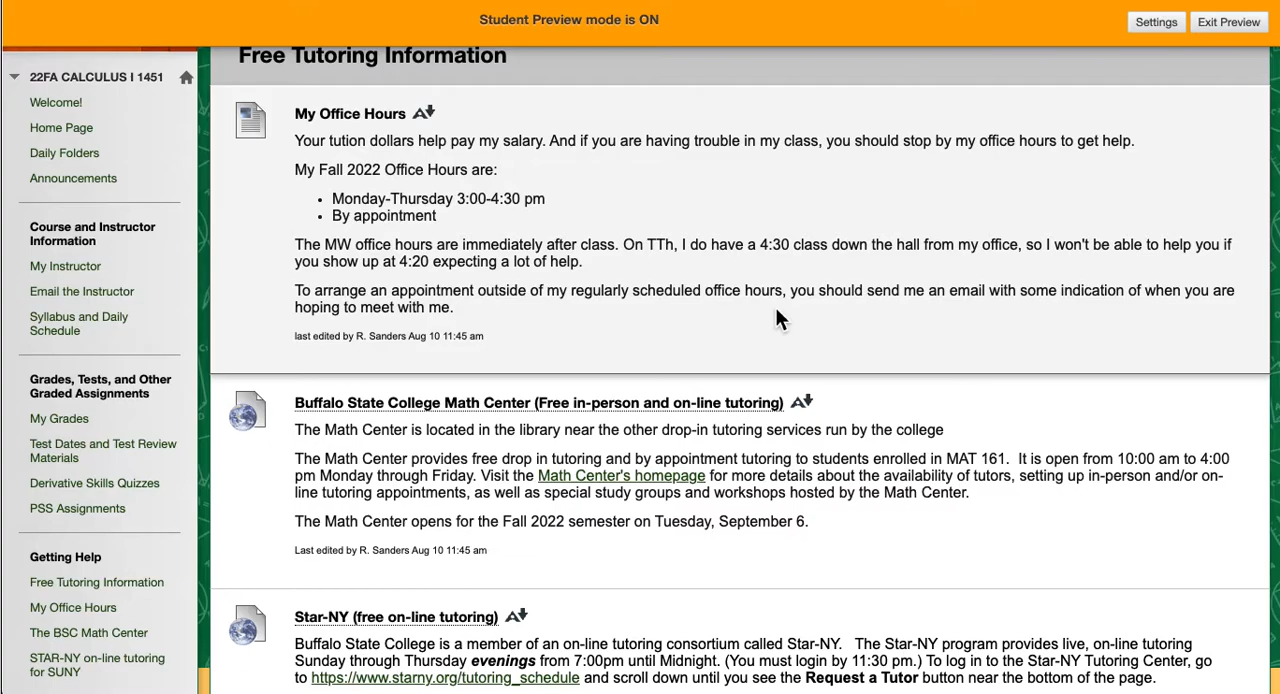 Student Preview mode is ON
Settings
Exit Preview
22FA CALCULUS I 1451
Welcome!
Home Page
Daily Folders
Announcements
Course and Instructor
Information
My Instructor
Email the Instructor
Syllabus and Daily
Schedule
Grades, Tests, and Other
Graded Assignments
My Grades
Test Dates and Test Review
Materials
Derivative Skills Quizzes
PSS Assignments
Getting Help
Free Tutoring Information
My Office Hours
The BSC Math Center
STAR-NY on-line tutoring
for SUNY
Free Tutoring Information
My Office Hours
Your tution dollars help pay my salary. And if you are having trouble in my class, you should stop by my office hours to get help.
My Fall 2022 Office Hours are:
• Monday-Thursday 3:00-4:30 pm
• By appointment
The MW office hours are immediately after class. On TTh, I do have a 4:30 class down the hall from my office, so I won't be able to help you if
you show up at 4:20 expecting a lot of help.
To arrange an appointment outside of my regularly scheduled office hours, you should send me an email with some indication of when you are
hoping to meet with me.
last edited by R. Sanders Aug 10 11:45 am
Buffalo State College Math Center (Free in-person and on-line tutoring)
The Math Center is located in the library near the other drop-in tutoring services run by the college
The Math Center provides free drop in tutoring and by appointment tutoring to students enrolled in MAT 161. It is open from 10:00 am to 4:00
pm Monday through Friday. Visit the Math Center's homepage for more details about the availability of tutors, setting up in-person and/or on-
line tutoring appointments, as well as special study groups and workshops hosted by the Math Center.
The Math Center opens for the Fall 2022 semester on Tuesday, September 6.
Last edited by R. Sanders Aug 10 11:45 am
Star-NY (free on-line tutoring)
Buffalo State College is a member of an on-line tutoring consortium called Star-NY. The Star-NY program provides live, on-line tutoring
Sunday through Thursday evenings from 7:00pm until Midnight. (You must login by 11:30 pm.) To log in to the Star-NY Tutoring Center, go
to https://www.starny.org/tutoring_schedule and scroll down until you see the Request a Tutor button near the bottom of the page.